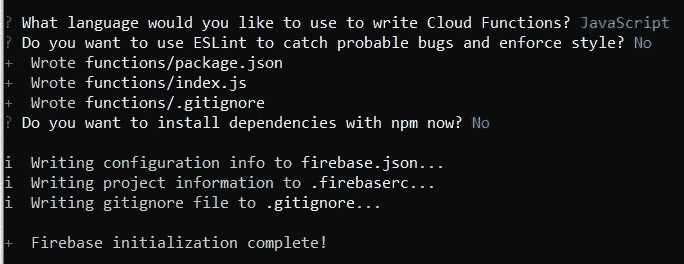 ? What language would you like to use to write Cloud Functions? JavaScript
? Do you want to use ESLint to catch probable bugs and enforce style? No
+  Wrote functions/package.json
+  Wrote functions/index.js
+  Wrote functions/.gitignore
? Do you want to install dependencies with npm now? No
i  Writing configuration info to firebase.json...
i  Writing project information to .firebaserc...
i  Writing gitignore file to .gitignore...
+  Firebase initialization complete!